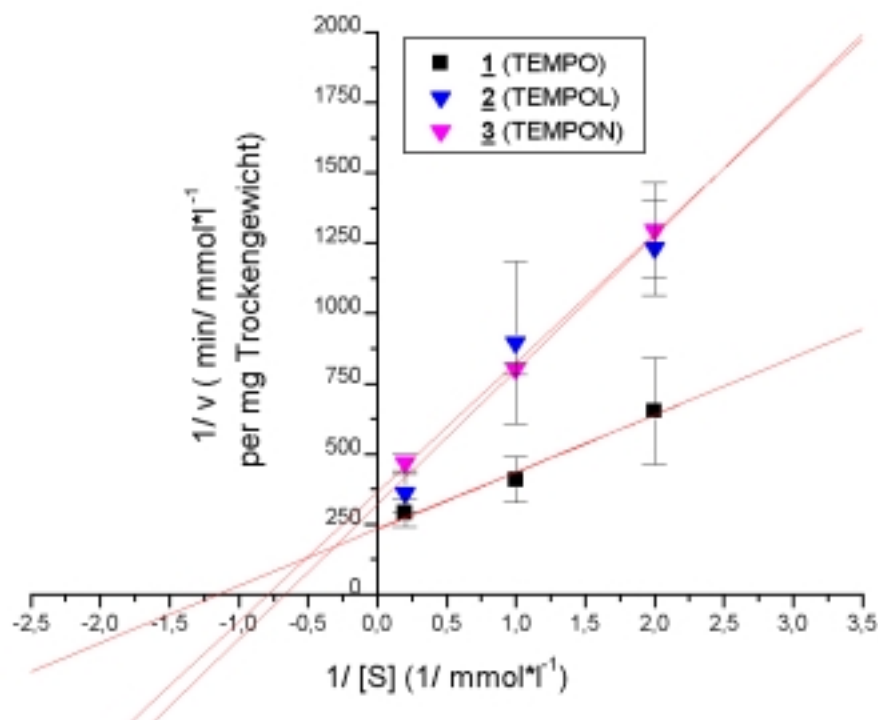 2000
1750
1500
1250
1000
750
500
250
0
1/ v ( min/ mmol*l⁻¹
per mg Trockengewicht)
1 (TEMPO)
2 (TEMPOL)
3 (TEMPON)
-2,5 -2,0 -1,5 -1,0 -0,5 0,0 0,5 1,0 1,5 2,0 2,5 3,0 3,5
1/ [S] (1/ mmol*l⁻¹)